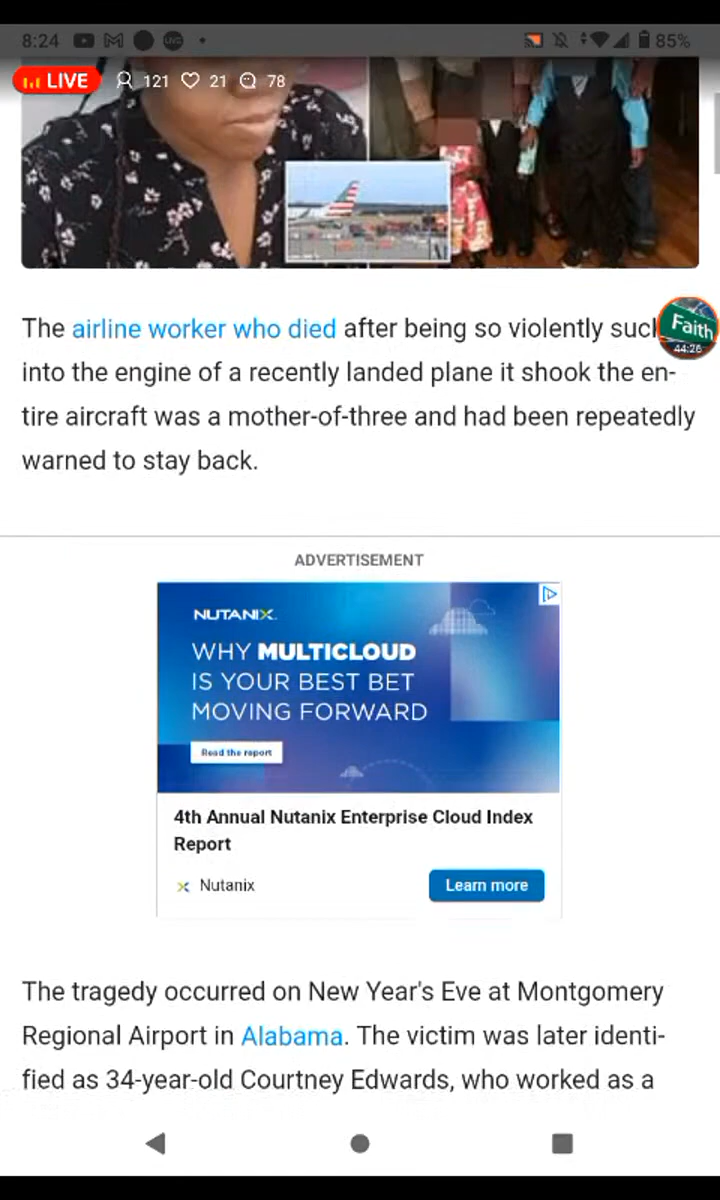 8:24
85%
LIVE 121 21 78
The airline worker who died after being so violently
Faith
44:26
into the engine of a recently landed plane it shook the en-
tire aircraft was a mother-of-three and had been repeatedly
warned to stay back.
ADVERTISEMENT
NUTANIX
WHY MULTICLOUD
IS YOUR BEST BET
MOVING FORWARD
Read the report
4th Annual Nutanix Enterprise Cloud Index
Report
Nutanix
Learn more
The tragedy occurred on New Year's Eve at Montgomery
Regional Airport in Alabama. The victim was later identi-
fied as 34-year-old Courtney Edwards, who worked as a